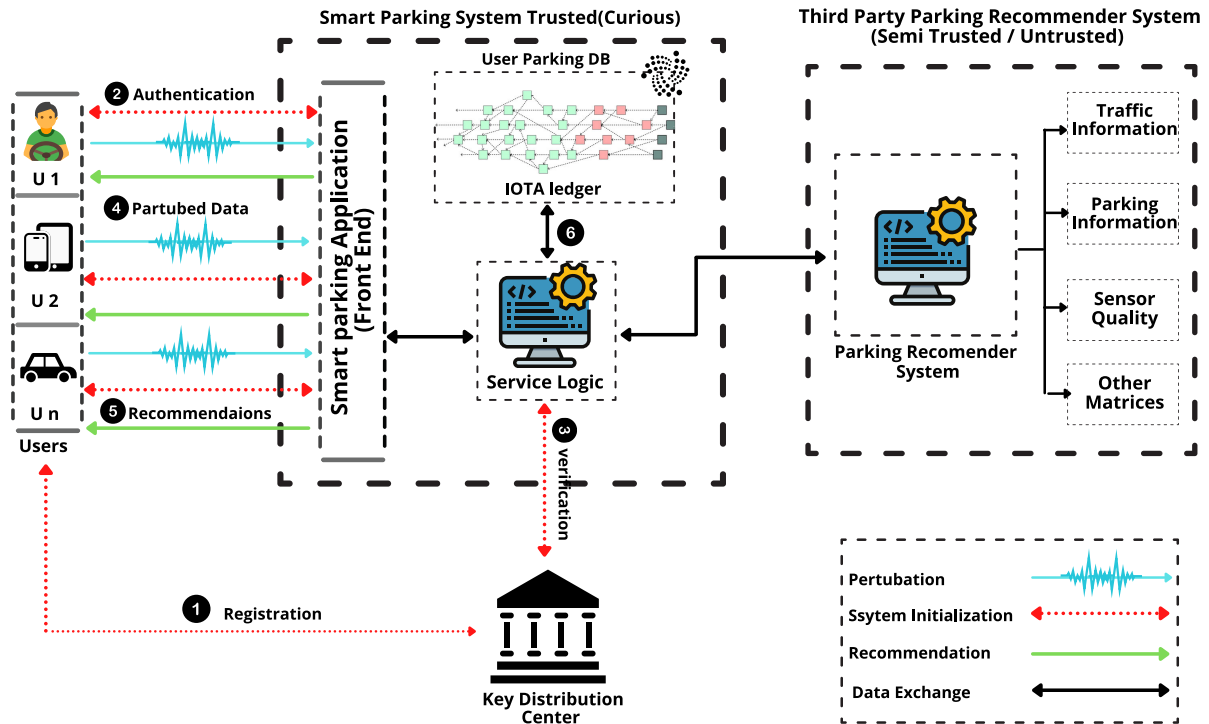 Smart Parking System Trusted(Curious)
Third Party Parking Recommender System
(Semi Trusted / Untrusted)
User Parking DB
IOTA ledger
2 Authentication
U 1
4 Partubed Data
U 2
U n
5 Recommendaions
Users
Smart parking Application
(Front End)
6
</>
Service Logic
3 verification
</>
Parking Recomender
System
Traffic
Information
Parking
Information
Sensor
Quality
Other
Matrices
1 Registration
Key Distribution
Center
Pertubation
Ssytem Initialization
Recommendation
Data Exchange